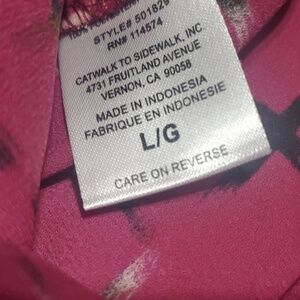 STYLE# 501829
RN# 114574
CATWALK TO SIDEWALK, INC.
4731 FRUITLAND AVENUE
VERNON, CA 90058
MADE IN INDONESIA
FABRIQUE EN INDONESIE
L/G
CARE ON REVERSE